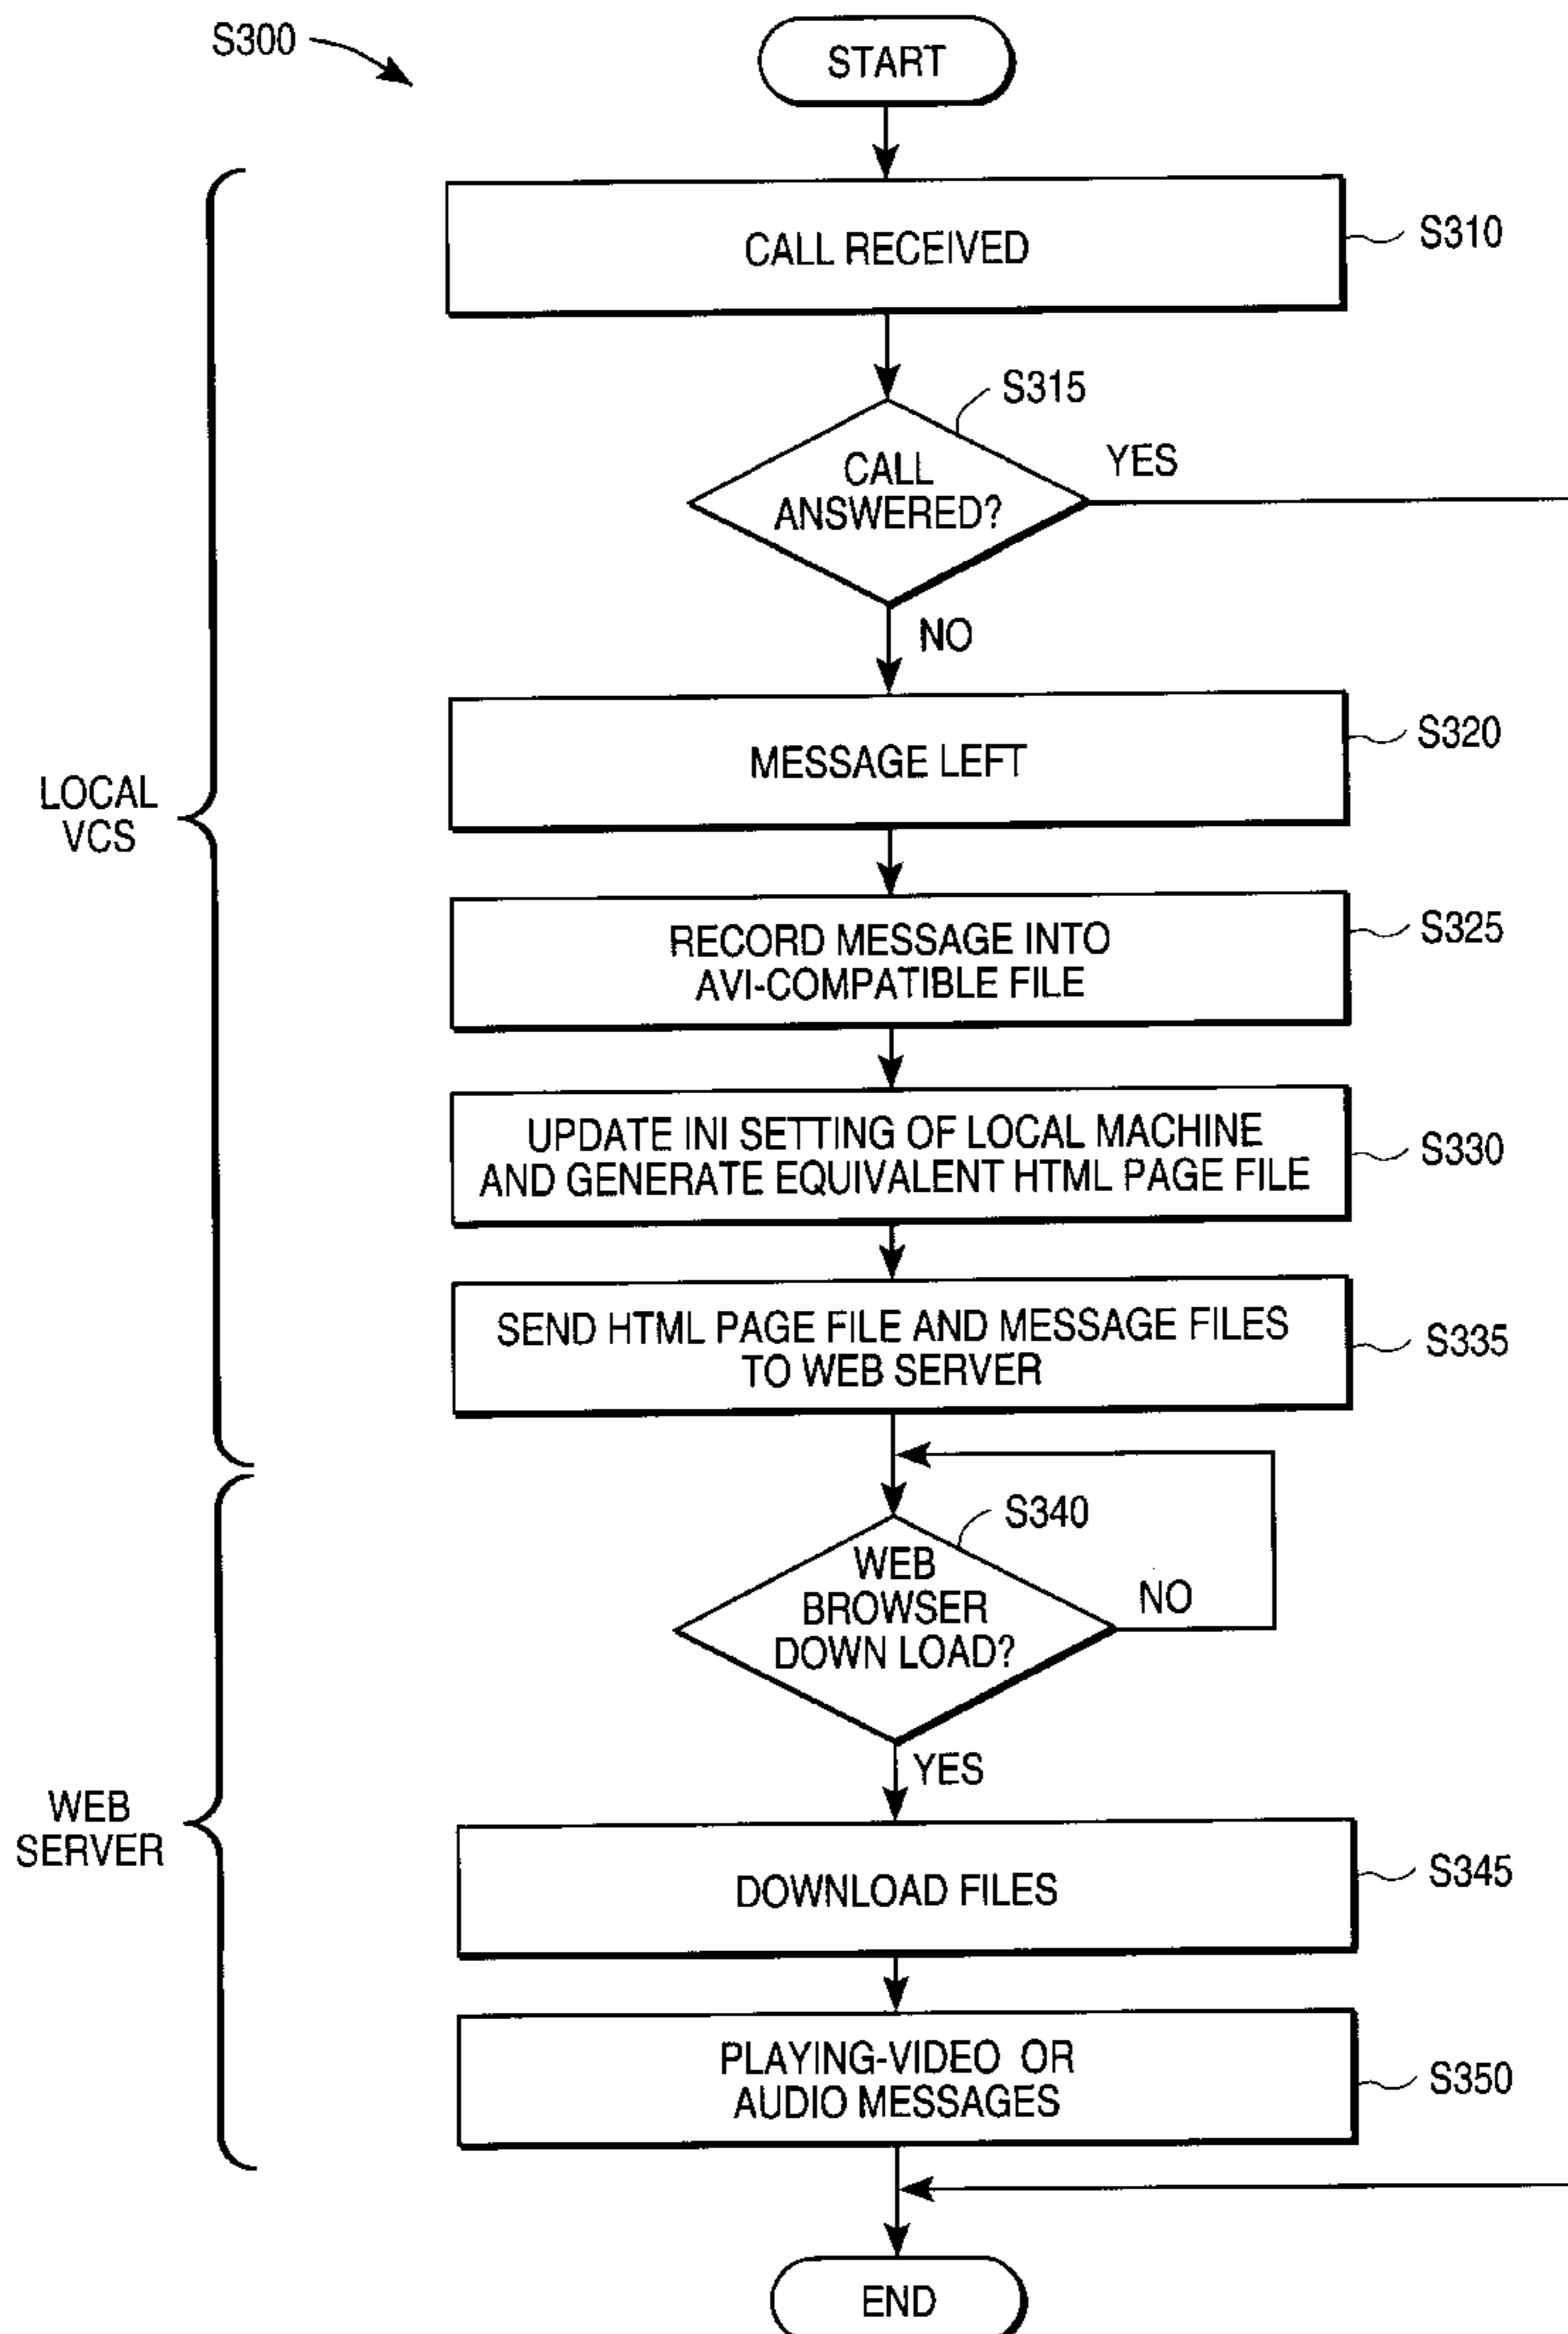 S300
START
CALL RECEIVED
S310
S315
CALL
ANSWERED?
YES
NO
MESSAGE LEFT
S320
LOCAL
VCS
RECORD MESSAGE INTO
AVI-COMPATIBLE FILE
S325
UPDATE INI SETTING OF LOCAL MACHINE
AND GENERATE EQUIVALENT HTML PAGE FILE
S330
SEND HTML PAGE FILE AND MESSAGE FILES
TO WEB SERVER
S335
S340
WEB
BROWSER
DOWN LOAD?
NO
YES
WEB
SERVER
DOWNLOAD FILES
S345
PLAYING-VIDEO OR
AUDIO MESSAGES
S350
END